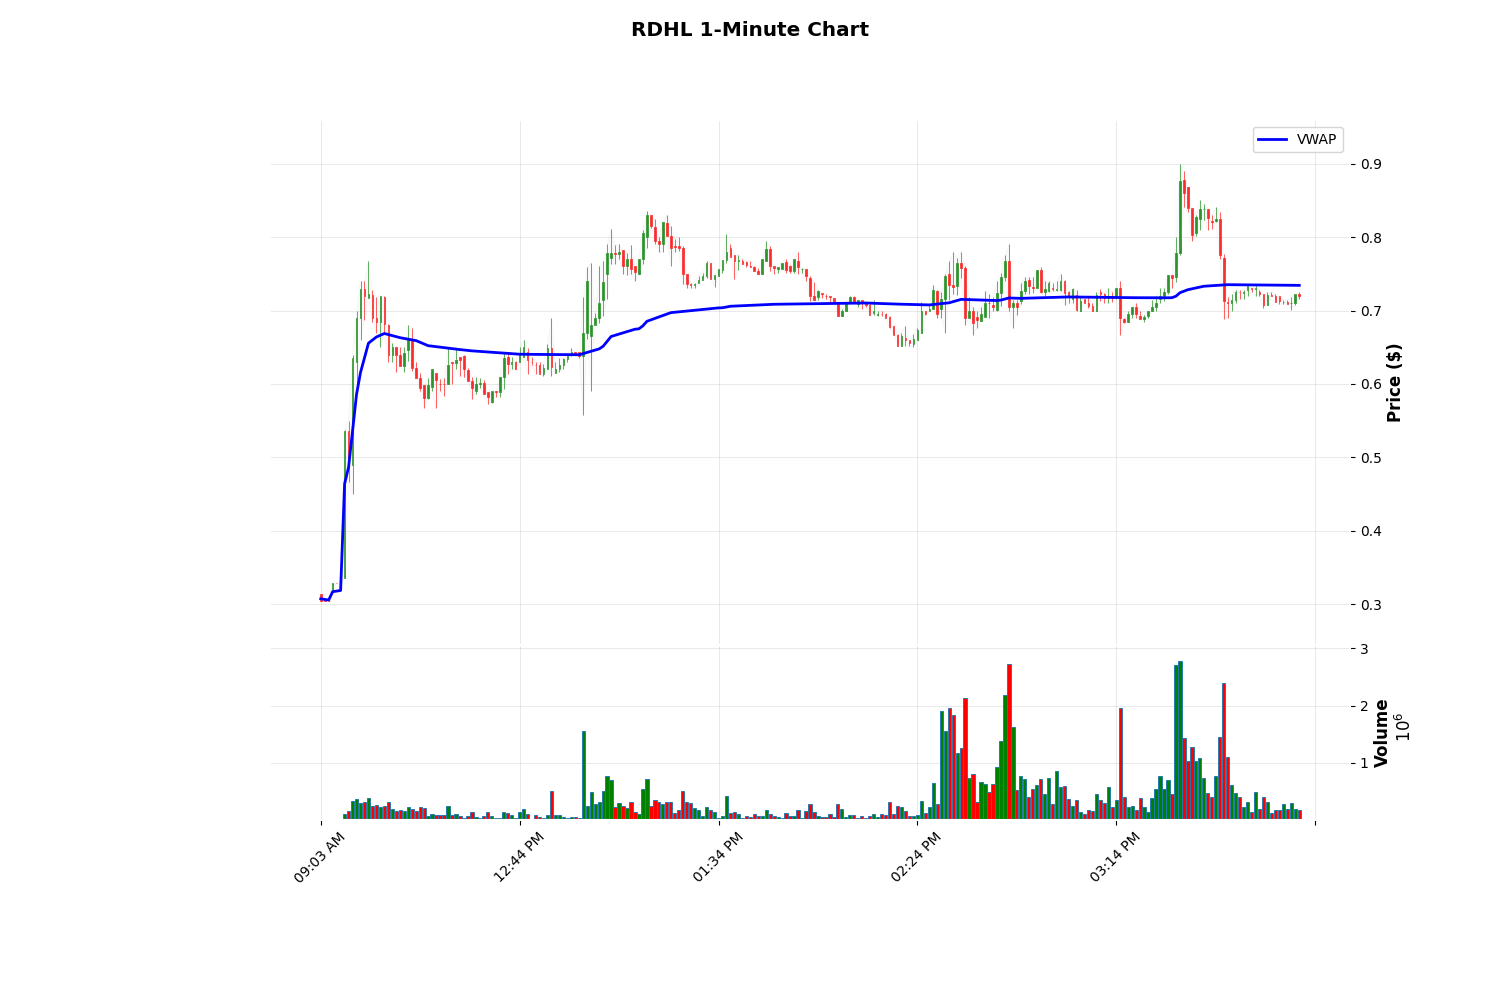 RDHL 1-Minute Chart
VWAP
0.9
0.8
0.7
0.6
0.5
0.4
0.3
Price ($)
3
2
1
Volume
10^6
09:03 AM
12:44 PM
01:34 PM
02:24 PM
03:14 PM